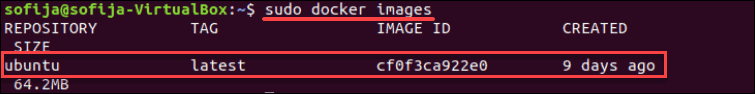 sofija@sofija-VirtualBox:~$ sudo docker images
REPOSITORY TAG IMAGE ID CREATED
SIZE
ubuntu latest cf0f3ca922e0 9 days ago
64.2MB